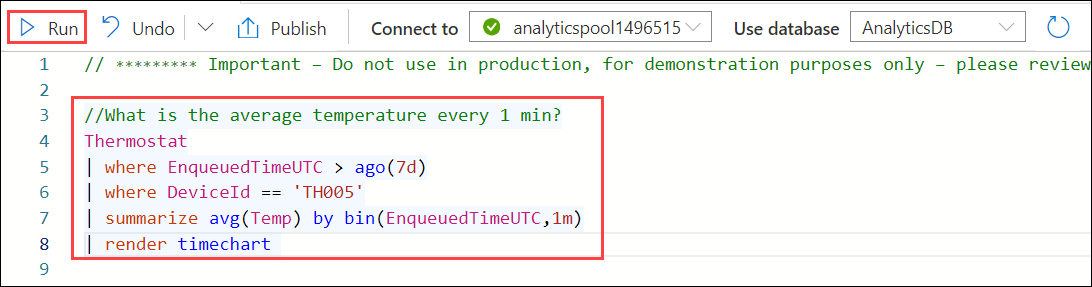 Run Undo Publish Connect to analyticspool1496515 Use database AnalyticsDB
1 // ********* Important – Do not use in production, for demonstration purposes only – please review
2
3 //What is the average temperature every 1 min?
4 Thermostat
5 | where EnqueuedTimeUTC > ago(7d)
6 | where DeviceId == 'TH005'
7 | summarize avg(Temp) by bin(EnqueuedTimeUTC,1m)
8 | render timechart
9